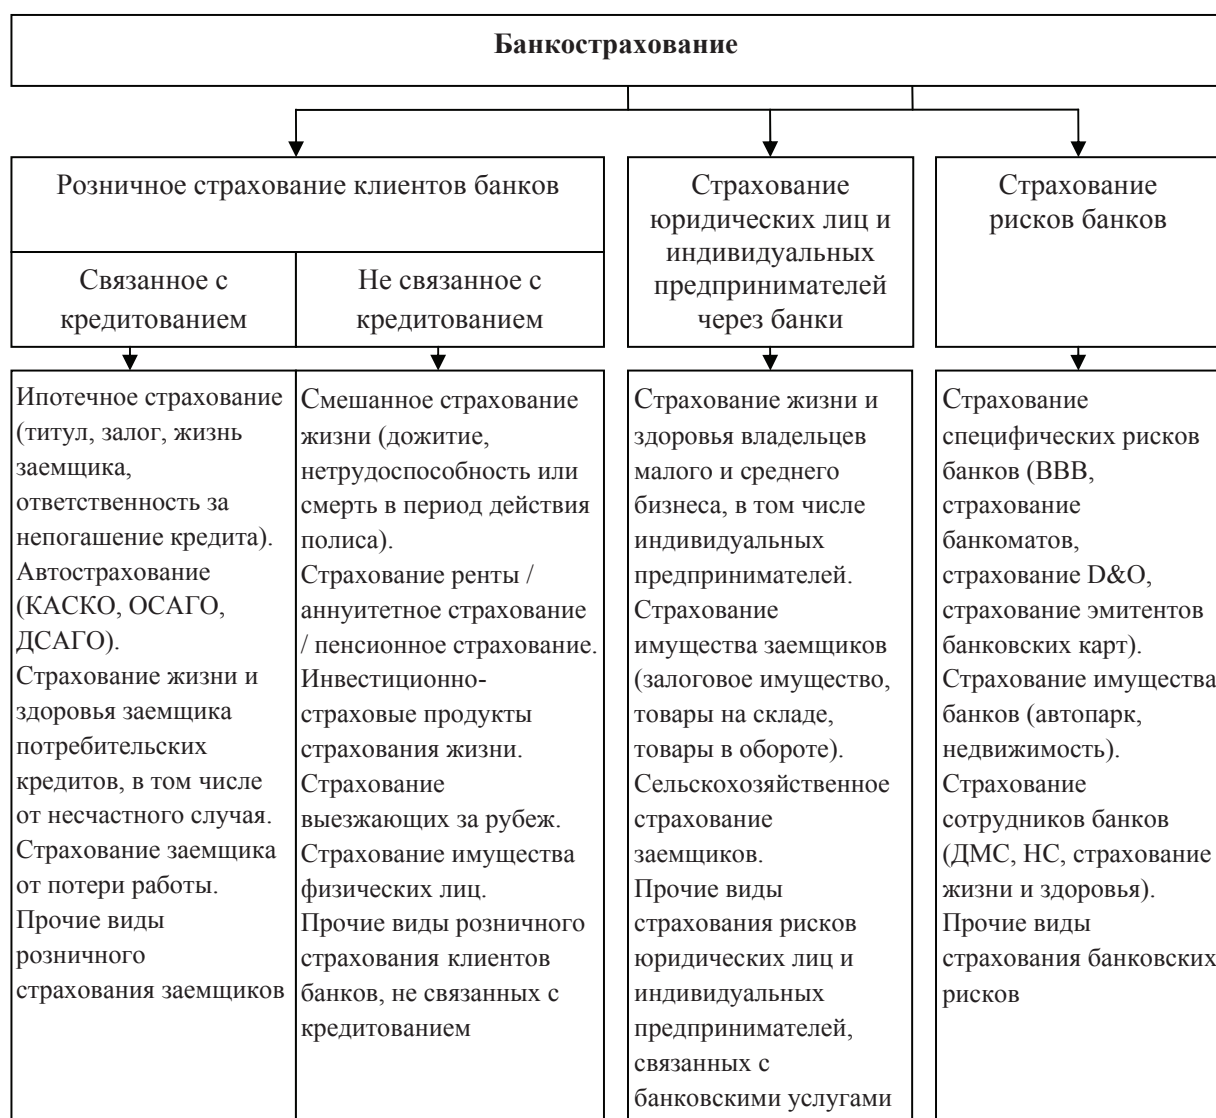 Банкострахование
Розничное страхование клиентов банков
Связанное с
кредитованием
Не связанное с
кредитованием
Страхование
юридических лиц и
индивидуальных
предпринимателей
через банки
Страхование
рисков банков
Ипотечное страхование
(титул, залог, жизнь
заемщика,
ответственность за
непогашение кредита).
Автострахование
(КАСКО, ОСАГО,
ДСАГО).
Страхование жизни и
здоровья заемщика
потребительских
кредитов, в том числе
от несчастного случая.
Страхование заемщика
от потери работы.
Прочие виды
розничного
страхования заемщиков
Смешанное страхование
жизни (дожитие,
нетрудоспособность или
смерть в период действия
полиса).
Страхование ренты /
аннуитетное страхование
/ пенсионное страхование.
Инвестиционно-
страховые продукты
страхования жизни.
Страхование
выезжающих за рубеж.
Страхование имущества
физических лиц.
Прочие виды розничного
страхования клиентов
банков, не связанных с
кредитованием
Страхование жизни и
здоровья владельцев
малого и среднего
бизнеса, в том числе
индивидуальных
предпринимателей.
Страхование
имущества заемщиков
(залоговое имущество,
товары на складе,
товары в обороте).
Сельскохозяйственное
страхование
заемщиков.
Прочие виды
страхования рисков
юридических лиц и
индивидуальных
предпринимателей,
связанных с
банковскими услугами
Страхование
специфических рисков
банков (ВВВ,
страхование
банкоматов,
страхование D&O,
страхование эмитентов
банковских карт).
Страхование имущества
банков (автопарк,
недвижимость).
Страхование
сотрудников банков
(ДМС, НС, страхование
жизни и здоровья).
Прочие виды
страхования банковских
рисков